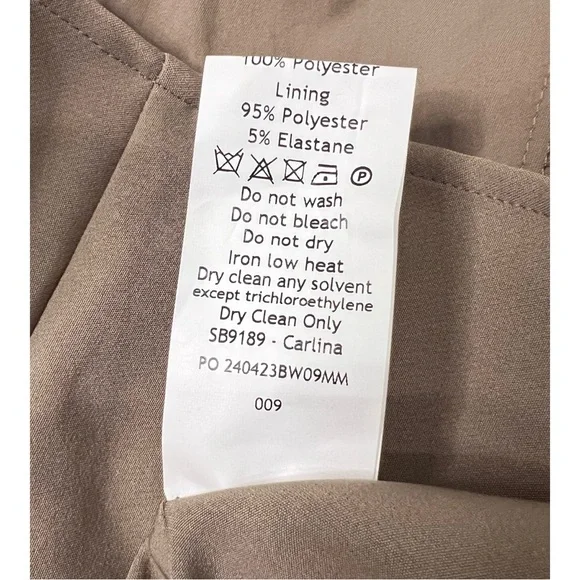 100% Polyester
Lining
95% Polyester
5% Elastane
P
Do not wash
Do not bleach
Do not dry
Iron low heat
Dry clean any solvent
except trichloroethylene
Dry Clean Only
SB9189 - Carlina
PO 240423BW09MM
009